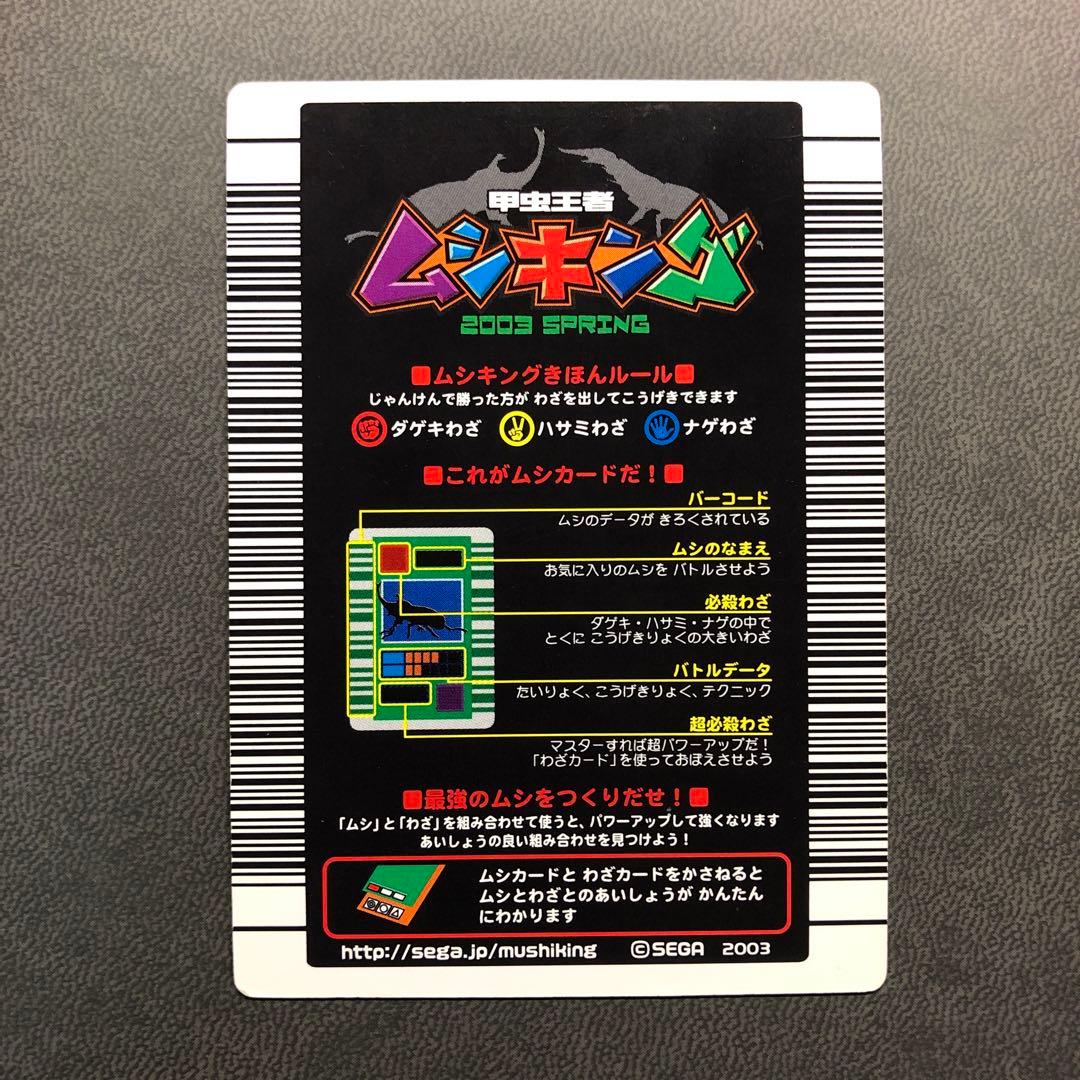 甲虫王者
ムシキング
2003 SPRING
ムシキングきほんルール
じゃんけんで勝った方が わざを出してこうげきできます
ダゲキわざ ハサミわざ ナゲわざ
これがムシカードだ！
バーコード
ムシのデータが きろくされている
ムシのなまえ
お気に入りのムシを バトルさせよう
必殺わざ
ダゲキ・ハサミ・ナゲの中で
とくに こうげきりょくの大きいわざ
バトルデータ
たいりょく、こうげきりょく、テクニック
超必殺わざ
マスターすれば超パワーアップだ！
「わざカード」を使っておぼえさせよう
最強のムシをつくりだせ！
「ムシ」と「わざ」を組み合わせて使うと、パワーアップして強くなります
あいしょうの良い組み合わせを見つけよう！
ムシカードと わざカードをかさねると
ムシとわざとのあいしょうが かんたん
にわかります
http://sega.jp/mushiking ©SEGA 2003